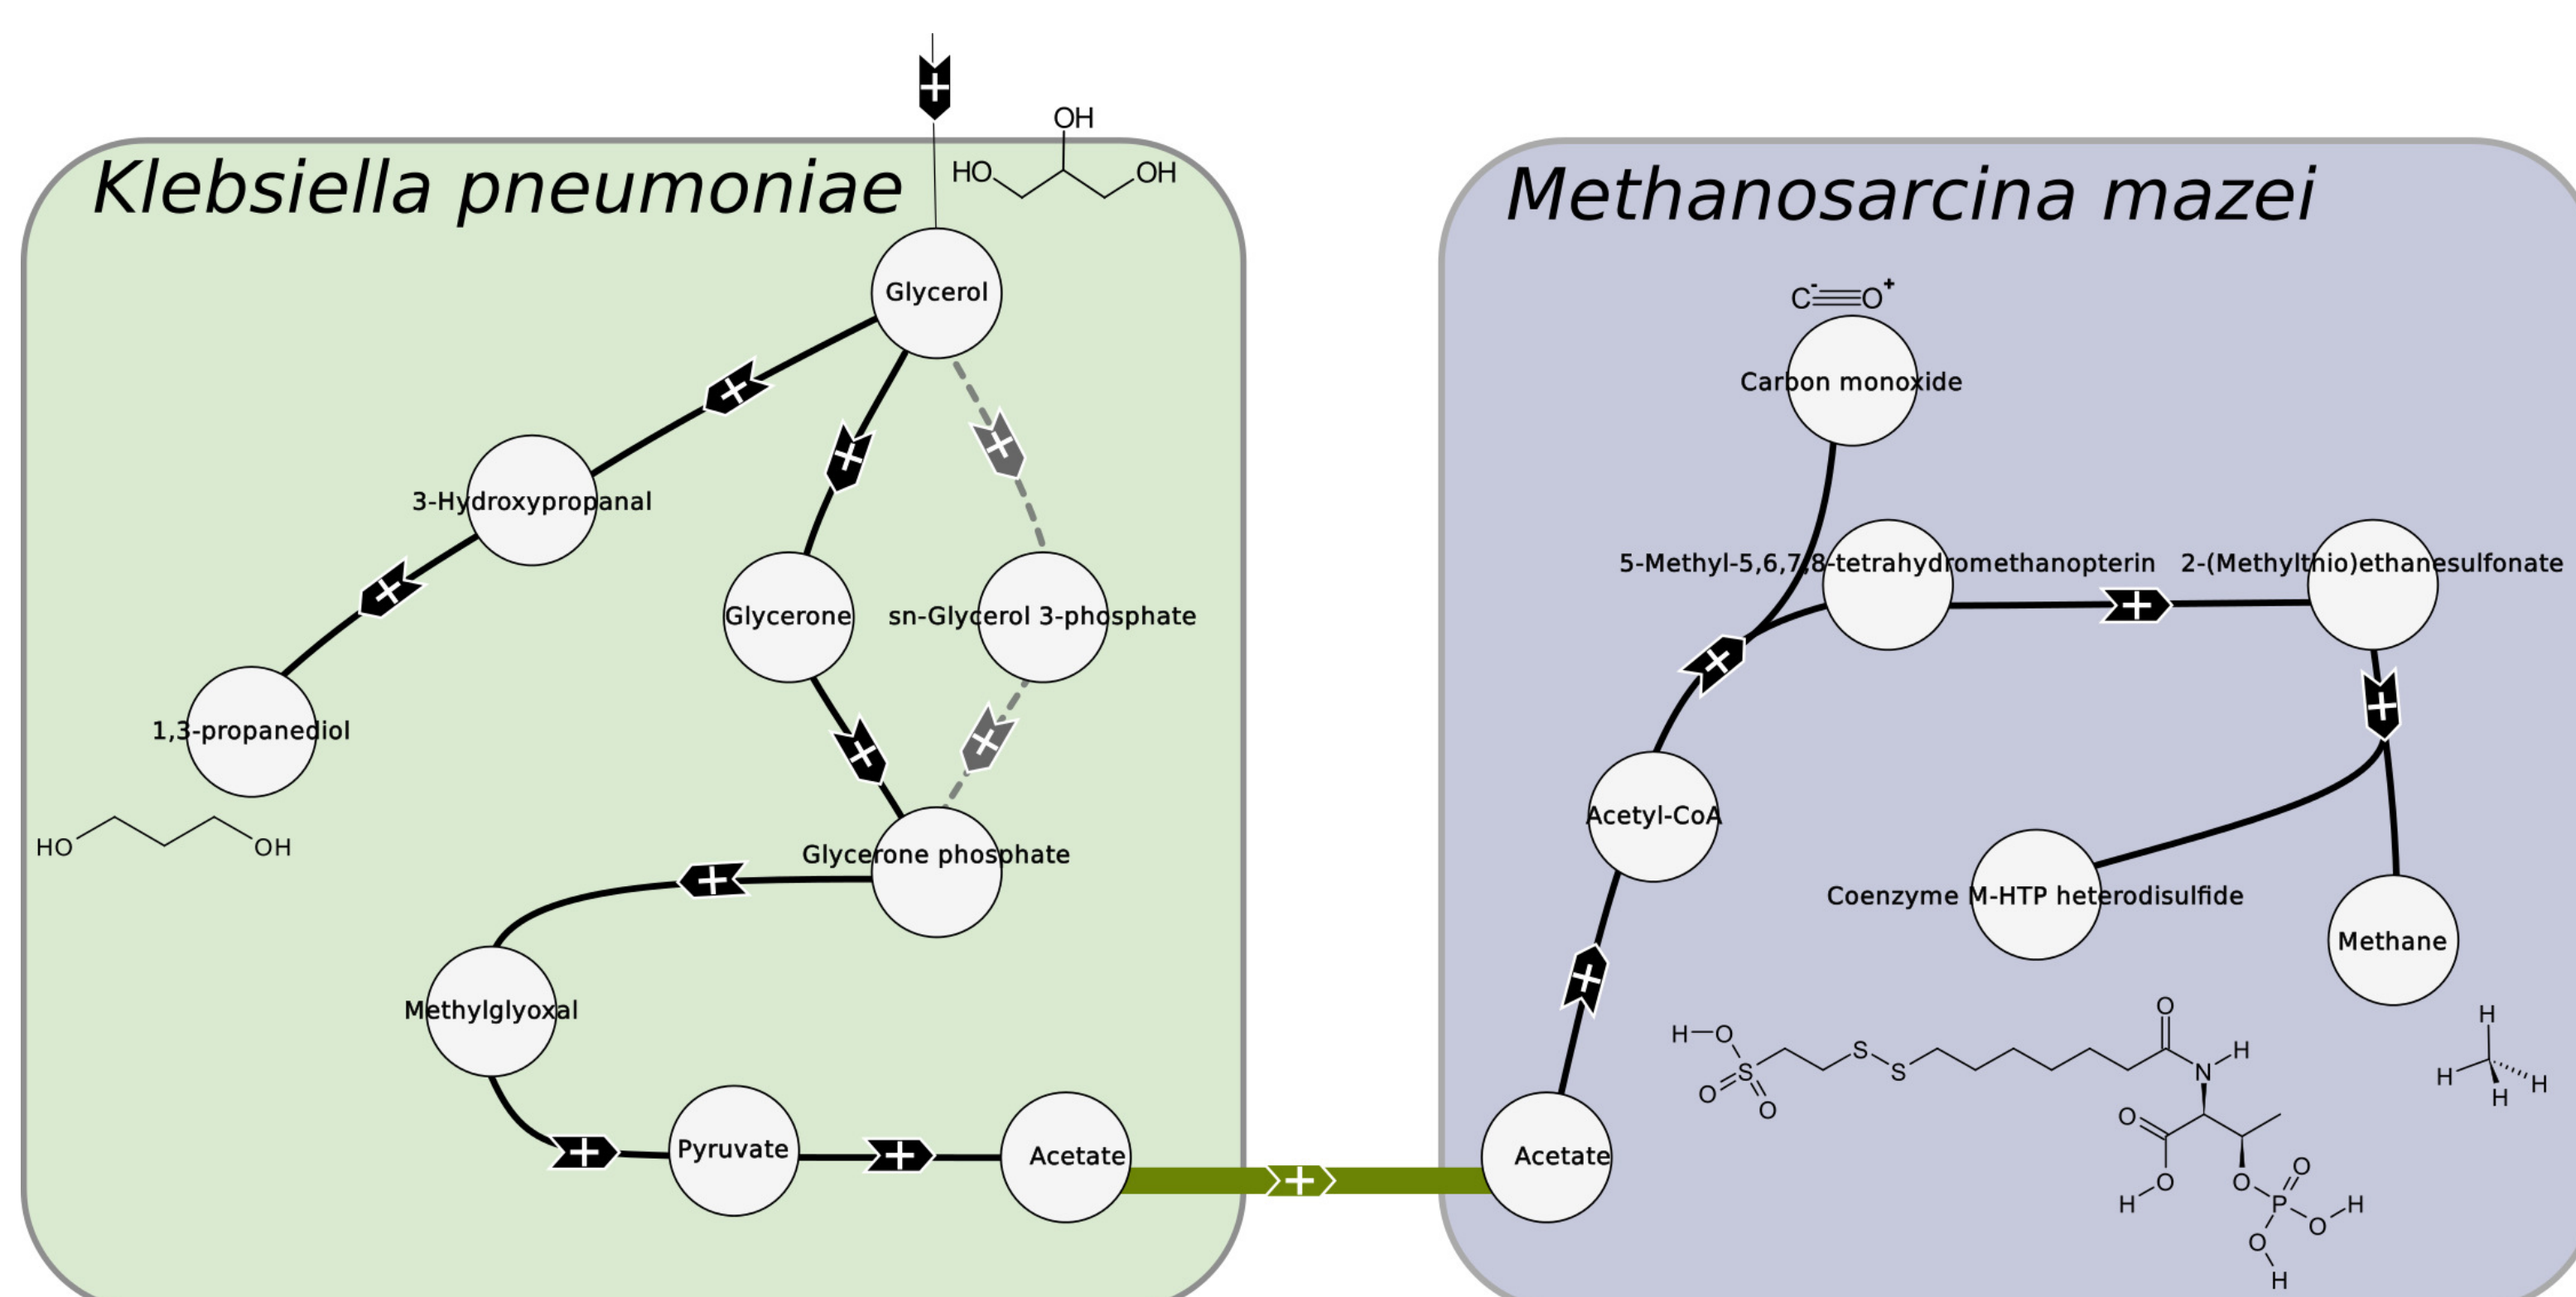 Klebsiella pneumoniae
OH
HO
OH
Glycerol
3-Hydroxypropanal
Glycerone
sn-Glycerol 3-phosphate
1,3-propanediol
HO
OH
Glycerone phosphate
Methylglyoxal
Pyruvate
Acetate
Methanosarcina mazei
C-≡O+
Carbon monoxide
5-Methyl-5,6,7,8-tetrahydromethanopterin
2-(Methylthio)ethanesulfonate
Acetyl-CoA
Coenzyme M-HTP heterodisulfide
Methane
Acetate
H
O
S
O
O
S
S
O
N
H
O
O
H
O
P
O
O
H
O
H
H
H
H
H